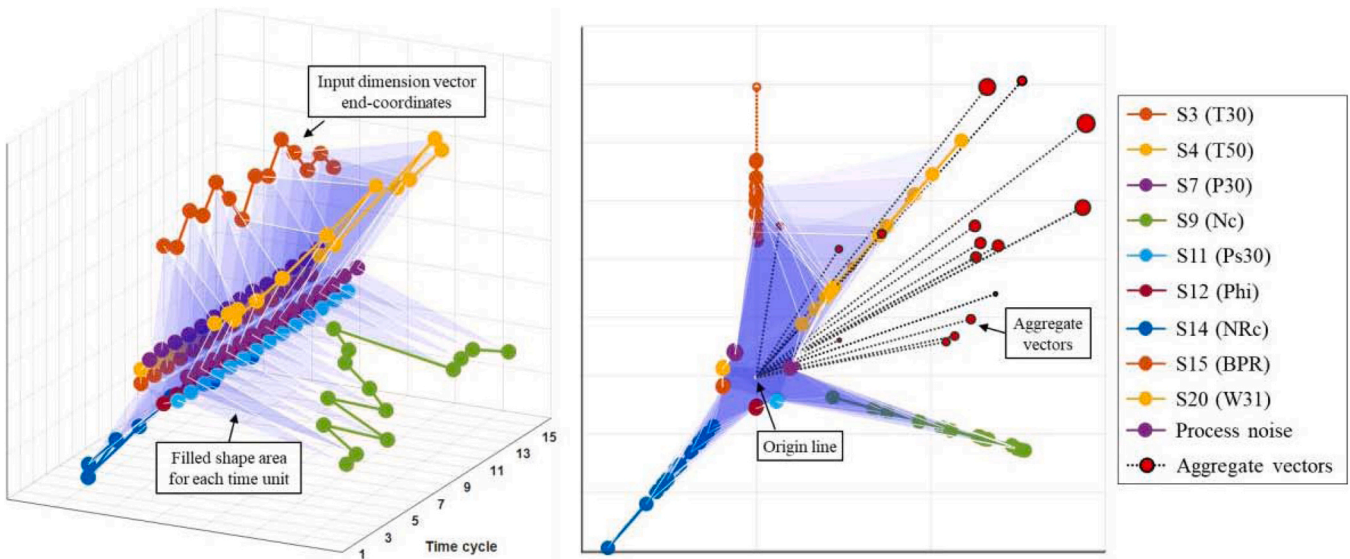 Input dimension vector
end-coordinates
Filled shape area
for each time unit
1
3
5
7
9
11
13
15
Time cycle
Aggregate
vectors
Origin line
S3 (T30)
S4 (T50)
S7 (P30)
S9 (Nc)
S11 (Ps30)
S12 (Phi)
S14 (NRc)
S15 (BPR)
S20 (W31)
Process noise
Aggregate vectors